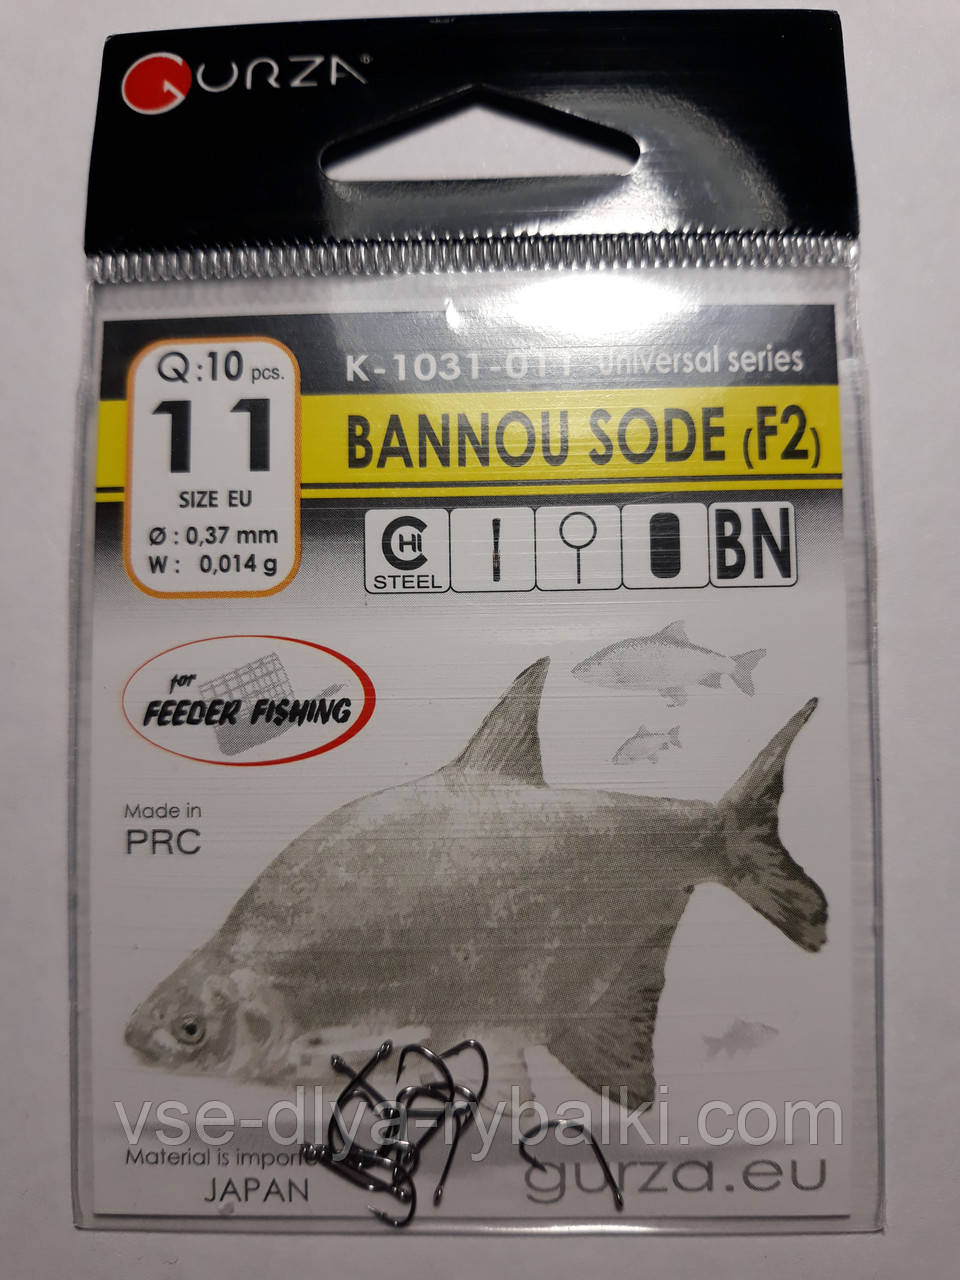 GURZA®
Q:10 pcs.
11
SIZE EU
Ø : 0,37 mm
W : 0,014 g
K-1031-011 Universal series
BANNOU SODE (F2)
C HI
STEEL
BN
for
FEEDER FISHING
Made in
PRC
vse-dlya-rybalki.com
Material is
JAPAN
gurza.eu